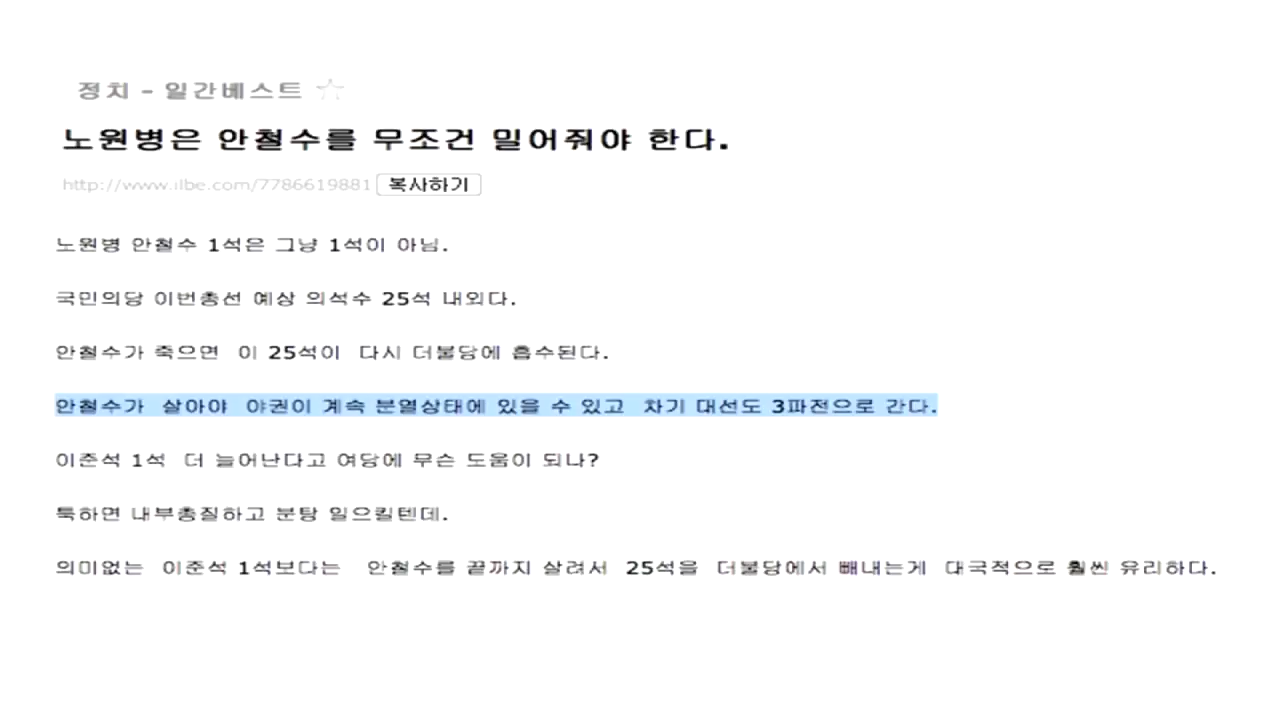 정치 - 일간베스트 ☆
노원병은 안철수를 무조건 밀어줘야 한다.
http://www.ilbe.com/7786619881 복사하기
노원병 안철수 1석은 그냥 1석이 아님.
국민의당 이번총선 예상 의석수 25석 내외다.
안철수가 죽으면 이 25석이 다시 더불당에 흡수된다.
안철수가 살아야 야권이 계속 분열상태에 있을 수 있고 차기 대선도 3파전으로 간다.
이준석 1석 더 늘어난다고 여당에 무슨 도움이 되나?
툭하면 내부총질하고 분탕 일으킬텐데.
의미없는 이준석 1석보다는 안철수를 끝까지 살려서 25석을 더불당에서 빼내는게 대국적으로 훨씬 유리하다.